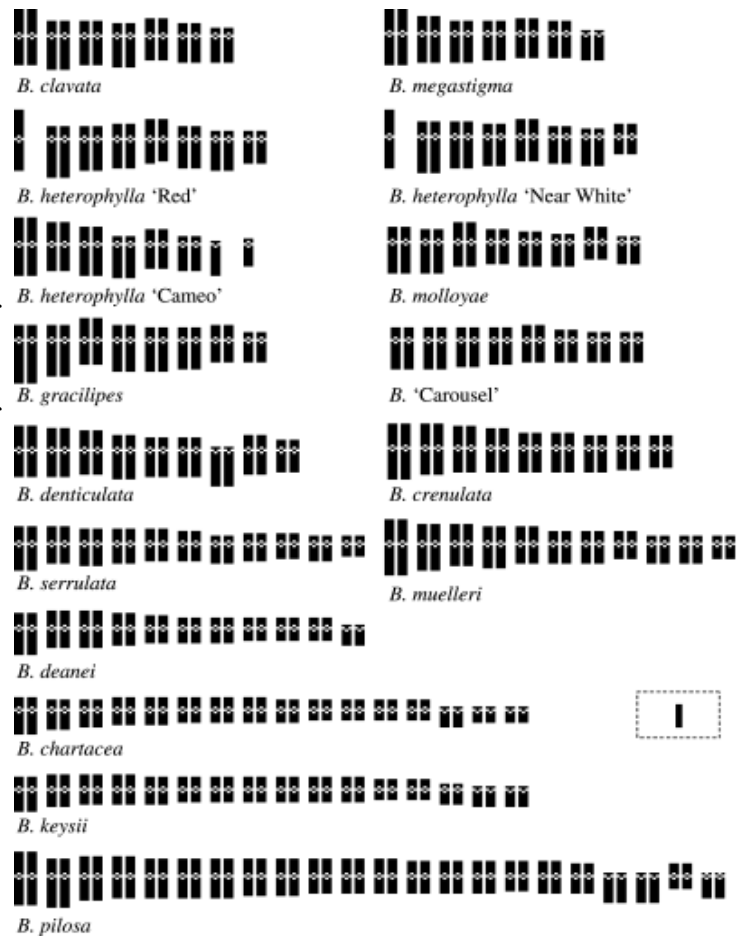 B. clavata
B. megastigma
B. heterophylla ‘Red’
B. heterophylla ‘Near White’
B. heterophylla ‘Cameo’
B. molloyae
B. gracilipes
B. ‘Carousel’
B. denticulata
B. crenulata
B. serrulata
B. muelleri
B. deanei
B. chartacea
B. keysii
B. pilosa